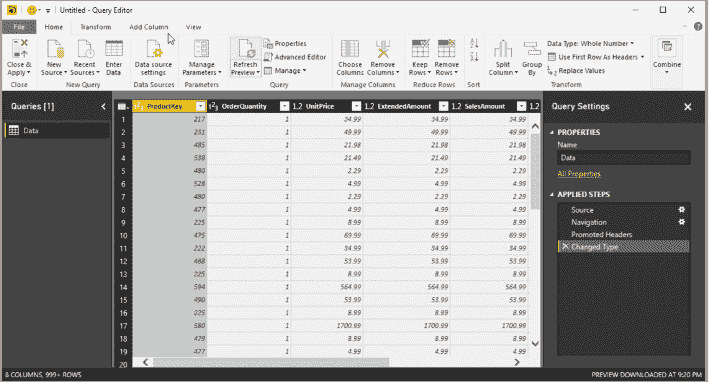 Untitled - Query Editor
File Home Transform Add Column View
Close & Apply New Source Recent Sources Enter Data Data source settings Manage Parameters Refresh Preview Properties Advanced Editor Manage Choose Columns Remove Columns Keep Rows Remove Rows Split Column Group By Data Type: Whole Number Use First Row As Headers Replace Values Combine
Close New Query Data Sources Parameters Query Manage Columns Reduce Rows Sort Transform
Queries [1]
Data
ProductKey OrderQuantity 1.2 UnitPrice 1.2 ExtendedAmount 1.2 SalesAmount 1.2
1 217 1 34.99 34.99 34.99
2 231 1 49.99 49.99 49.99
3 485 1 21.98 21.98 21.98
4 538 1 21.49 21.49 21.49
5 480 1 2.29 2.29 2.29
6 528 1 4.99 4.99 4.99
7 480 1 2.29 2.29 2.29
8 477 1 4.99 4.99 4.99
9 225 1 8.99 8.99 8.99
10 475 1 69.99 69.99 69.99
11 222 1 34.99 34.99 34.99
12 488 1 53.99 53.99 53.99
13 225 1 8.99 8.99 8.99
14 594 1 564.99 564.99 564.99
15 490 1 53.99 53.99 53.99
16 225 1 8.99 8.99 8.99
17 580 1 1700.99 1700.99 1700.99
18 479 1 8.99 8.99 8.99
19 477 1 4.99 4.99 4.99
20
Query Settings
PROPERTIES
Name
Data
All Properties
APPLIED STEPS
Source
Navigation
Promoted Headers
Changed Type
8 COLUMNS, 999+ ROWS PREVIEW DOWNLOADED AT 9:20 PM